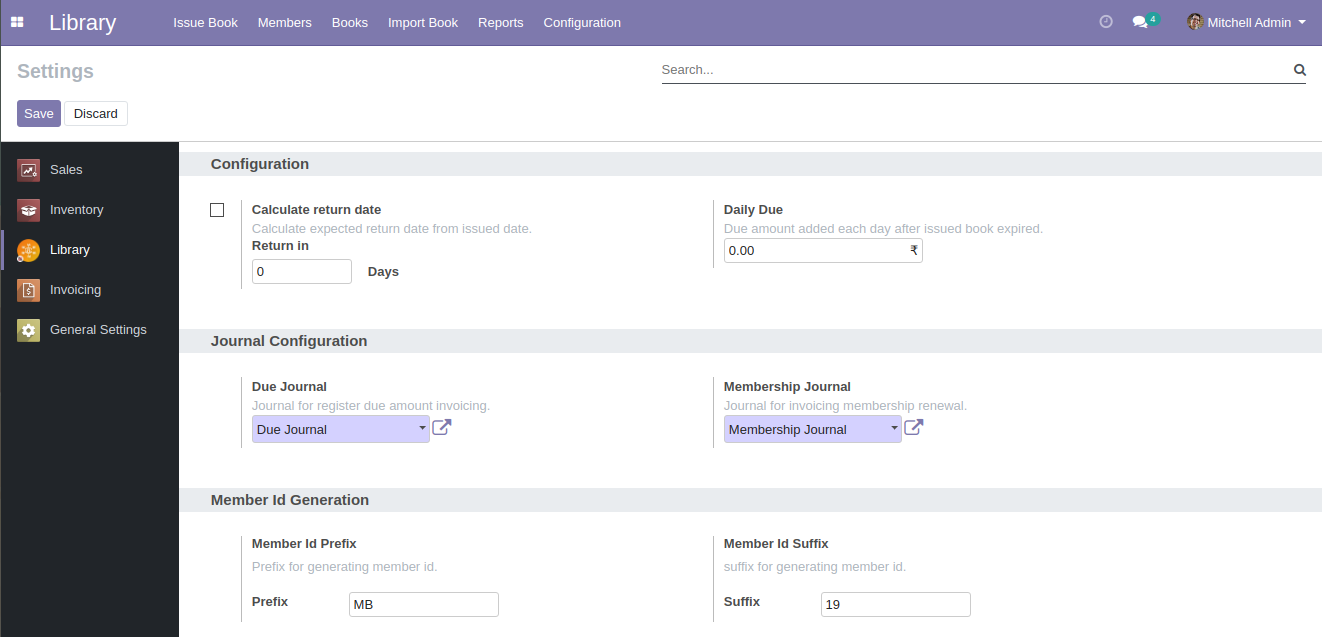 Library Issue Book Members Books Import Book Reports Configuration 4 Mitchell Admin
Settings Search...
Save Discard
Sales
Inventory
Library
Invoicing
General Settings
Configuration
Calculate return date
Calculate expected return date from issued date.
Return in
0 Days
Daily Due
Due amount added each day after issued book expired.
0.00 ₹
Journal Configuration
Due Journal
Journal for register due amount invoicing.
Due Journal
Membership Journal
Journal for invoicing membership renewal.
Membership Journal
Member Id Generation
Member Id Prefix
Prefix for generating member id.
Prefix MB
Member Id Suffix
suffix for generating member id.
Suffix 19